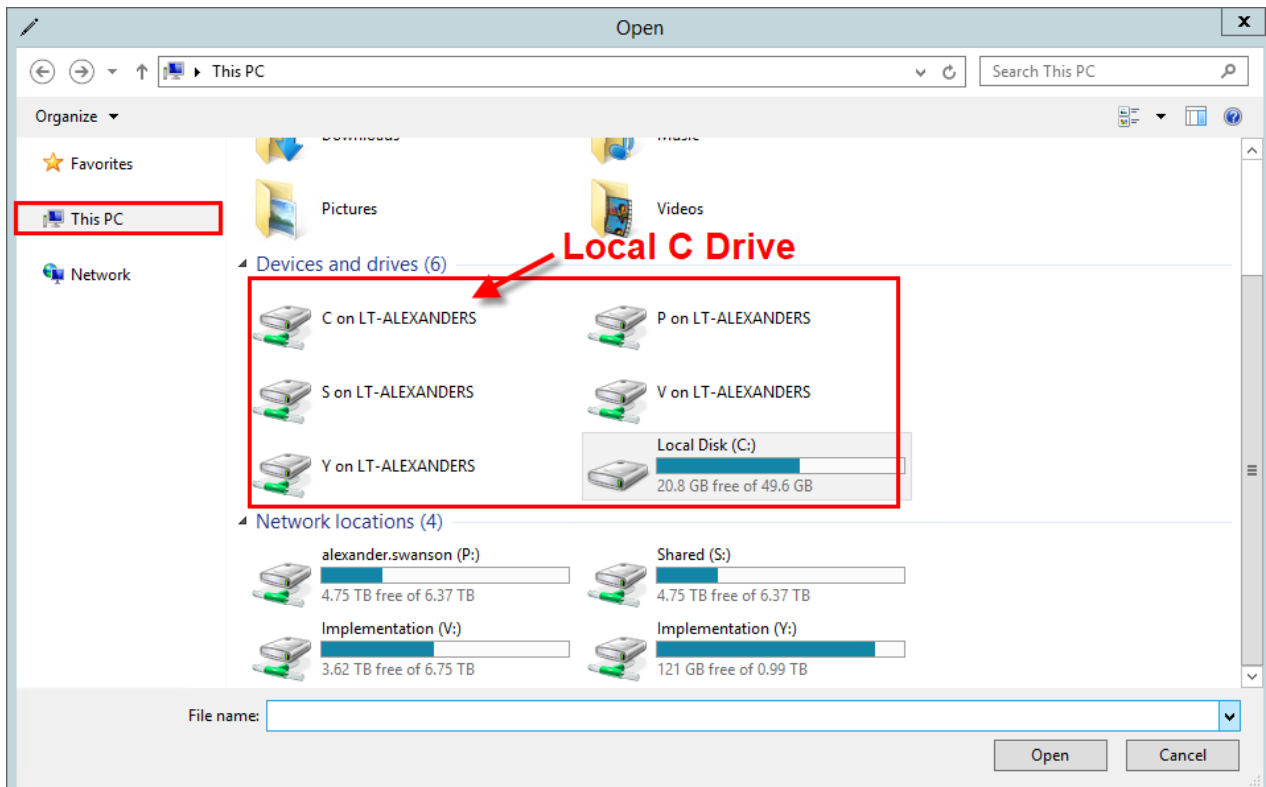 Open
x
This PC
Search This PC
Organize
Favorites
This PC
Network
Downloads
Music
Pictures
Videos
Local C Drive
Devices and drives (6)
C on LT-ALEXANDERS
P on LT-ALEXANDERS
S on LT-ALEXANDERS
V on LT-ALEXANDERS
Y on LT-ALEXANDERS
Local Disk (C:)
20.8 GB free of 49.6 GB
Network locations (4)
alexander.swanson (P:)
4.75 TB free of 6.37 TB
Shared (S:)
4.75 TB free of 6.37 TB
Implementation (V:)
3.62 TB free of 6.75 TB
Implementation (Y:)
121 GB free of 0.99 TB
File name:
Open
Cancel